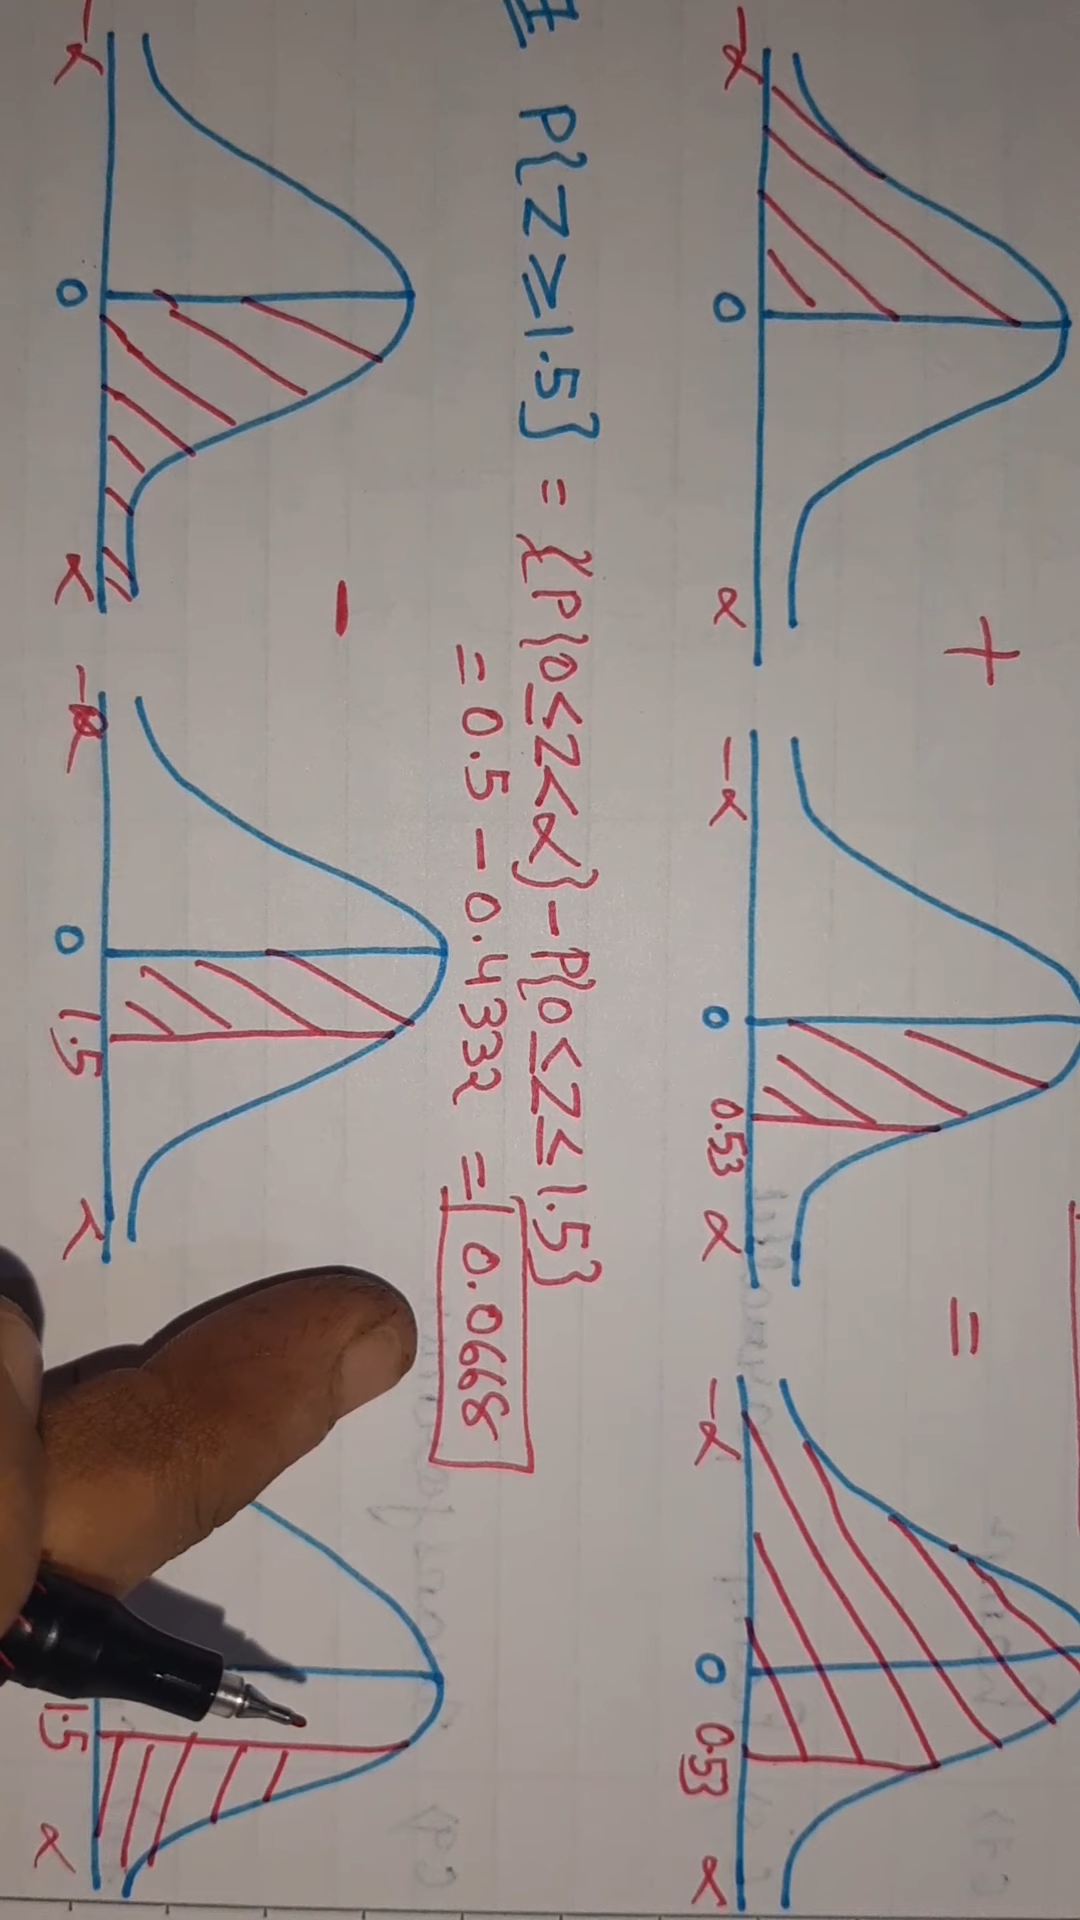 + =
-α 0 α -α 0 0.53 α -α 0 0.53 α
P{Z≥1.5} = {P{0≤Z<α}-P{0≤Z≤1.5}
= 0.5 - 0.4332 = 0.0668
-
-α 0 α -α 0 1.5 α 1.5 α